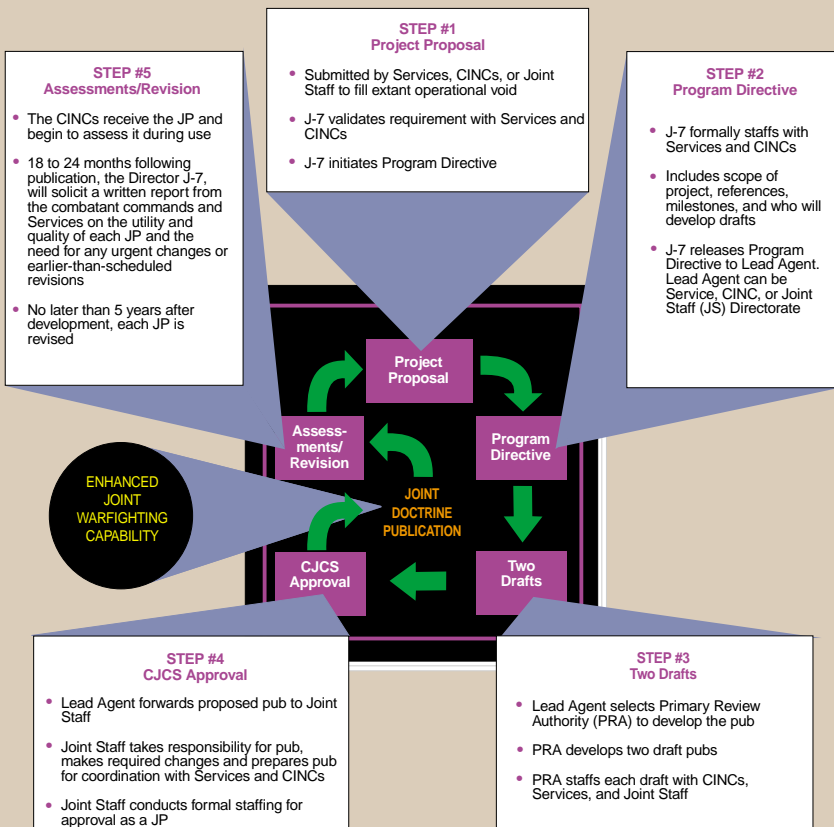 STEP #1
Project Proposal
• Submitted by Services, CINCs, or Joint
Staff to fill extant operational void
• J-7 validates requirement with Services and
CINCs
• J-7 initiates Program Directive
STEP #5
Assessments/Revision
• The CINCs receive the JP and
begin to assess it during use
• 18 to 24 months following
publication, the Director J-7,
will solicit a written report from
the combatant commands and
Services on the utility and
quality of each JP and the
need for any urgent changes or
earlier-than-scheduled
revisions
• No later than 5 years after
development, each JP is
revised
STEP #2
Program Directive
• J-7 formally staffs with
Services and CINCs
• Includes scope of
project, references,
milestones, and who will
develop drafts
• J-7 releases Program
Directive to Lead Agent.
Lead Agent can be
Service, CINC, or Joint
Staff (JS) Directorate
Project
Proposal
Assess-
ments/
Revision
Program
Directive
ENHANCED
JOINT
WARFIGHTING
CAPABILITY
JOINT
DOCTRINE
PUBLICATION
CJCS
Approval
Two
Drafts
STEP #4
CJCS Approval
• Lead Agent forwards proposed pub to Joint
Staff
• Joint Staff takes responsibility for pub,
makes required changes and prepares pub
for coordination with Services and CINCs
• Joint Staff conducts formal staffing for
approval as a JP
STEP #3
Two Drafts
• Lead Agent selects Primary Review
Authority (PRA) to develop the pub
• PRA develops two draft pubs
• PRA staffs each draft with CINCs,
Services, and Joint Staff